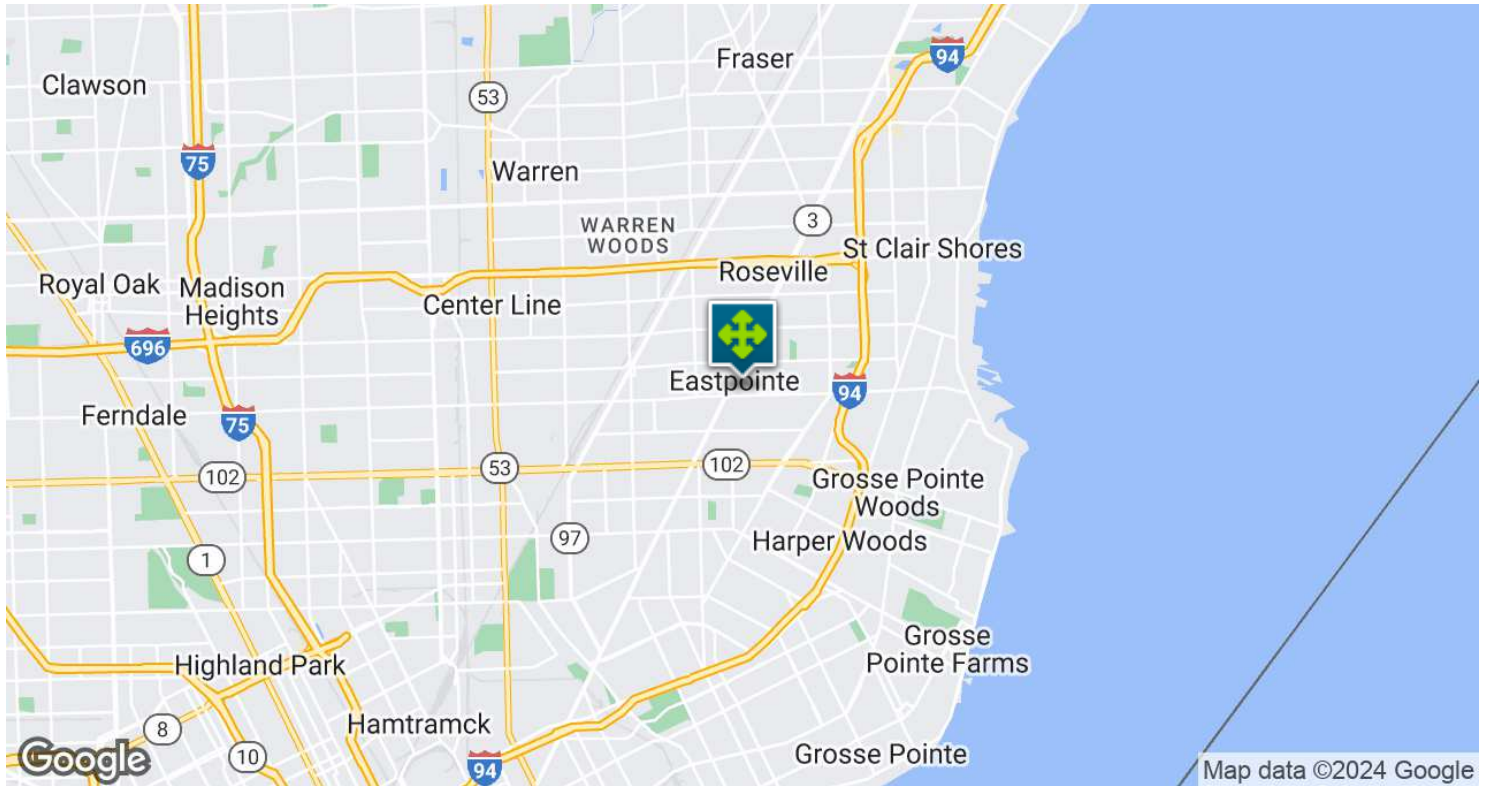 Fraser
94
Clawson
53
75
Warren
WARREN
WOODS
3
St Clair Shores
Roseville
Royal Oak
Madison
Heights
Center Line
696
Eastpointe
94
Ferndale
75
102
53
102
Grosse Pointe
Woods
97
Harper Woods
1
Grosse
Pointe Farms
Highland Park
Hamtramck
8
10
94
Grosse Pointe
Google
Map data ©2024 Google